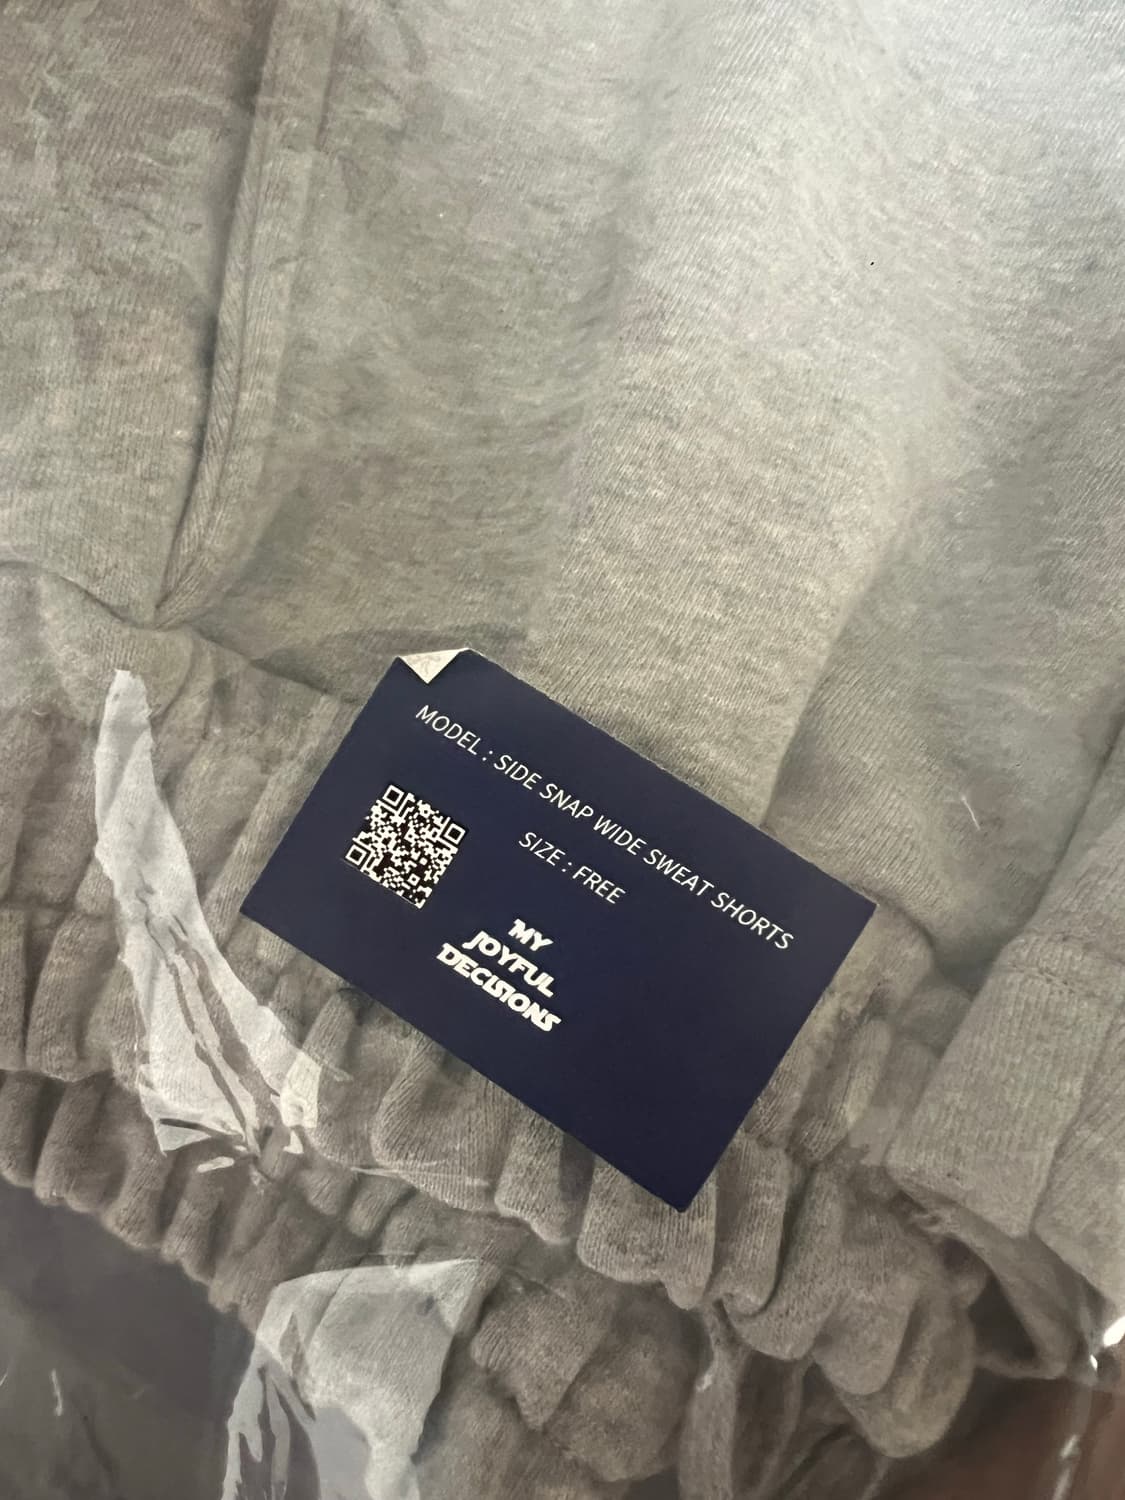 MODEL : SIDE SNAP WIDE SWEAT SHORTS
SIZE : FREE
MY
JOYFUL
DECISIONS